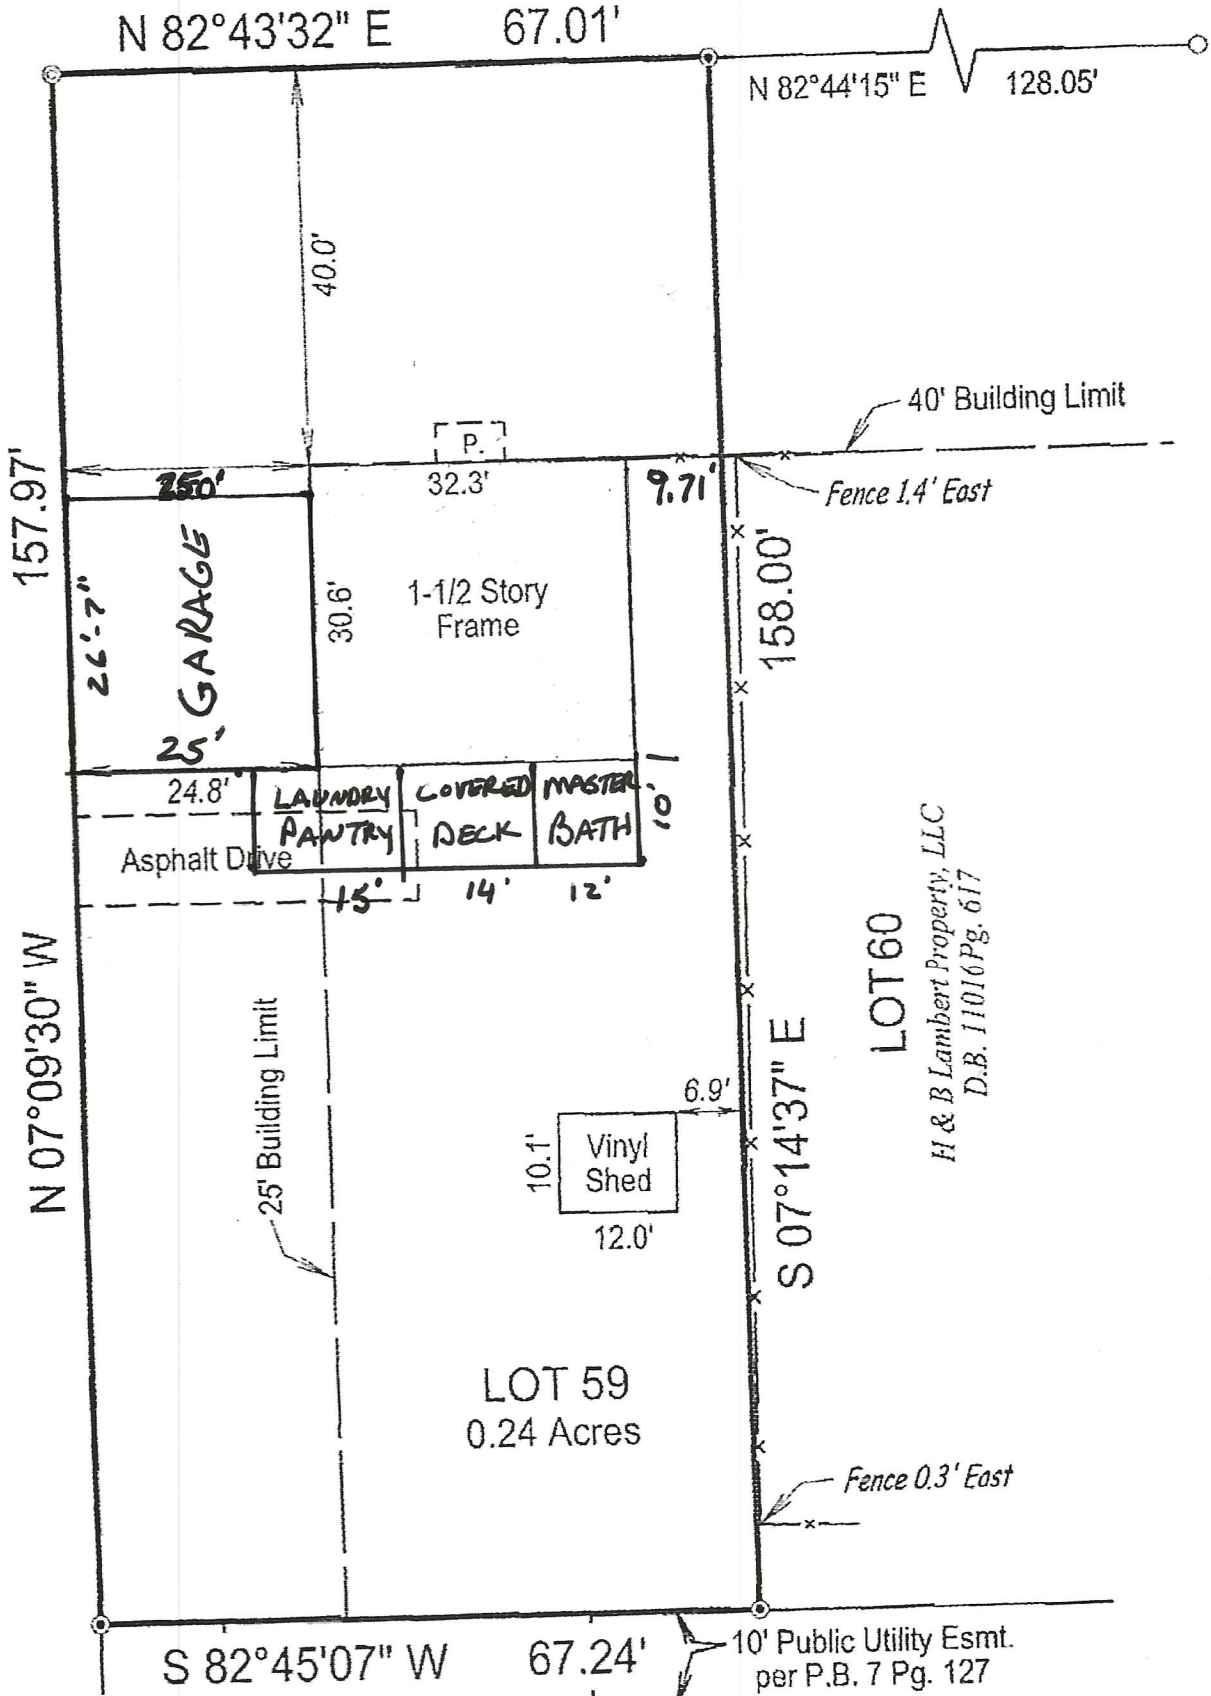 N 82°43'32" E 67.01'
N 82°44'15" E 128.05'
40.0'
40' Building Limit
P.
25.0'
32.3'
9.71'
Fence 1.4' East
157.97'
26'-7"
GARAGE
30.6'
1-1/2 Story
Frame
158.00'
25'
24.8'
LAUNDRY
PANTRY
COVERED
DECK
MASTER
BATH
10'
Asphalt Drive
15'
14'
12'
LOT 60
H & B Lambert Property, LLC
D.B. 11016 Pg. 617
N 07°09'30" W
25' Building Limit
6.9'
10.1'
Vinyl
Shed
12.0'
S 07°14'37" E
LOT 59
0.24 Acres
Fence 0.3' East
S 82°45'07" W 67.24'
10' Public Utility Esmt.
per P.B. 7 Pg. 127